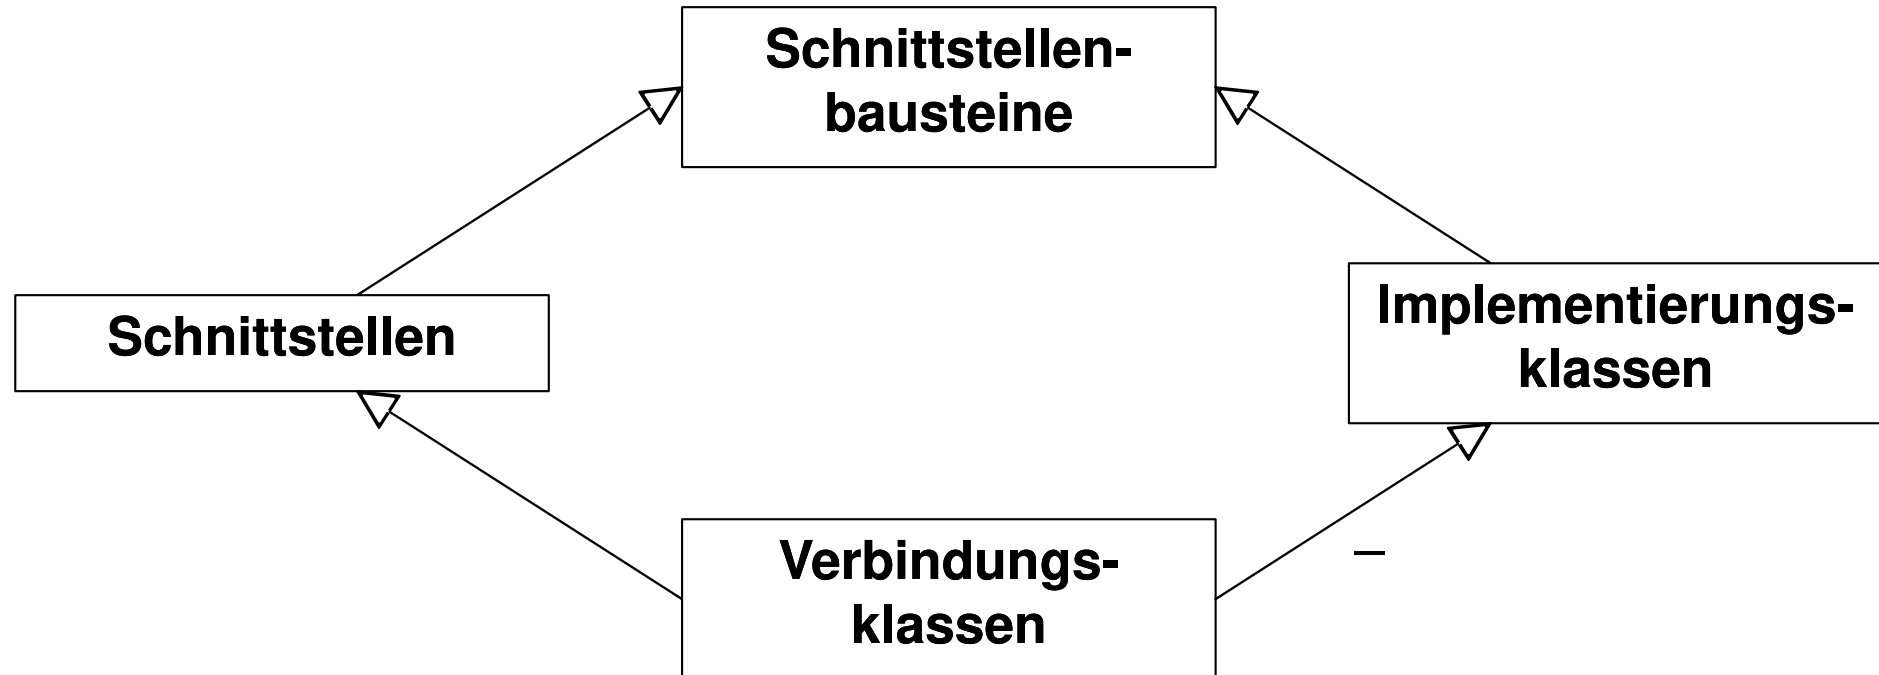 Schnittstellen-
bausteine
Schnittstellen
Implementierungs-
klassen
Verbindungs-
klassen
–